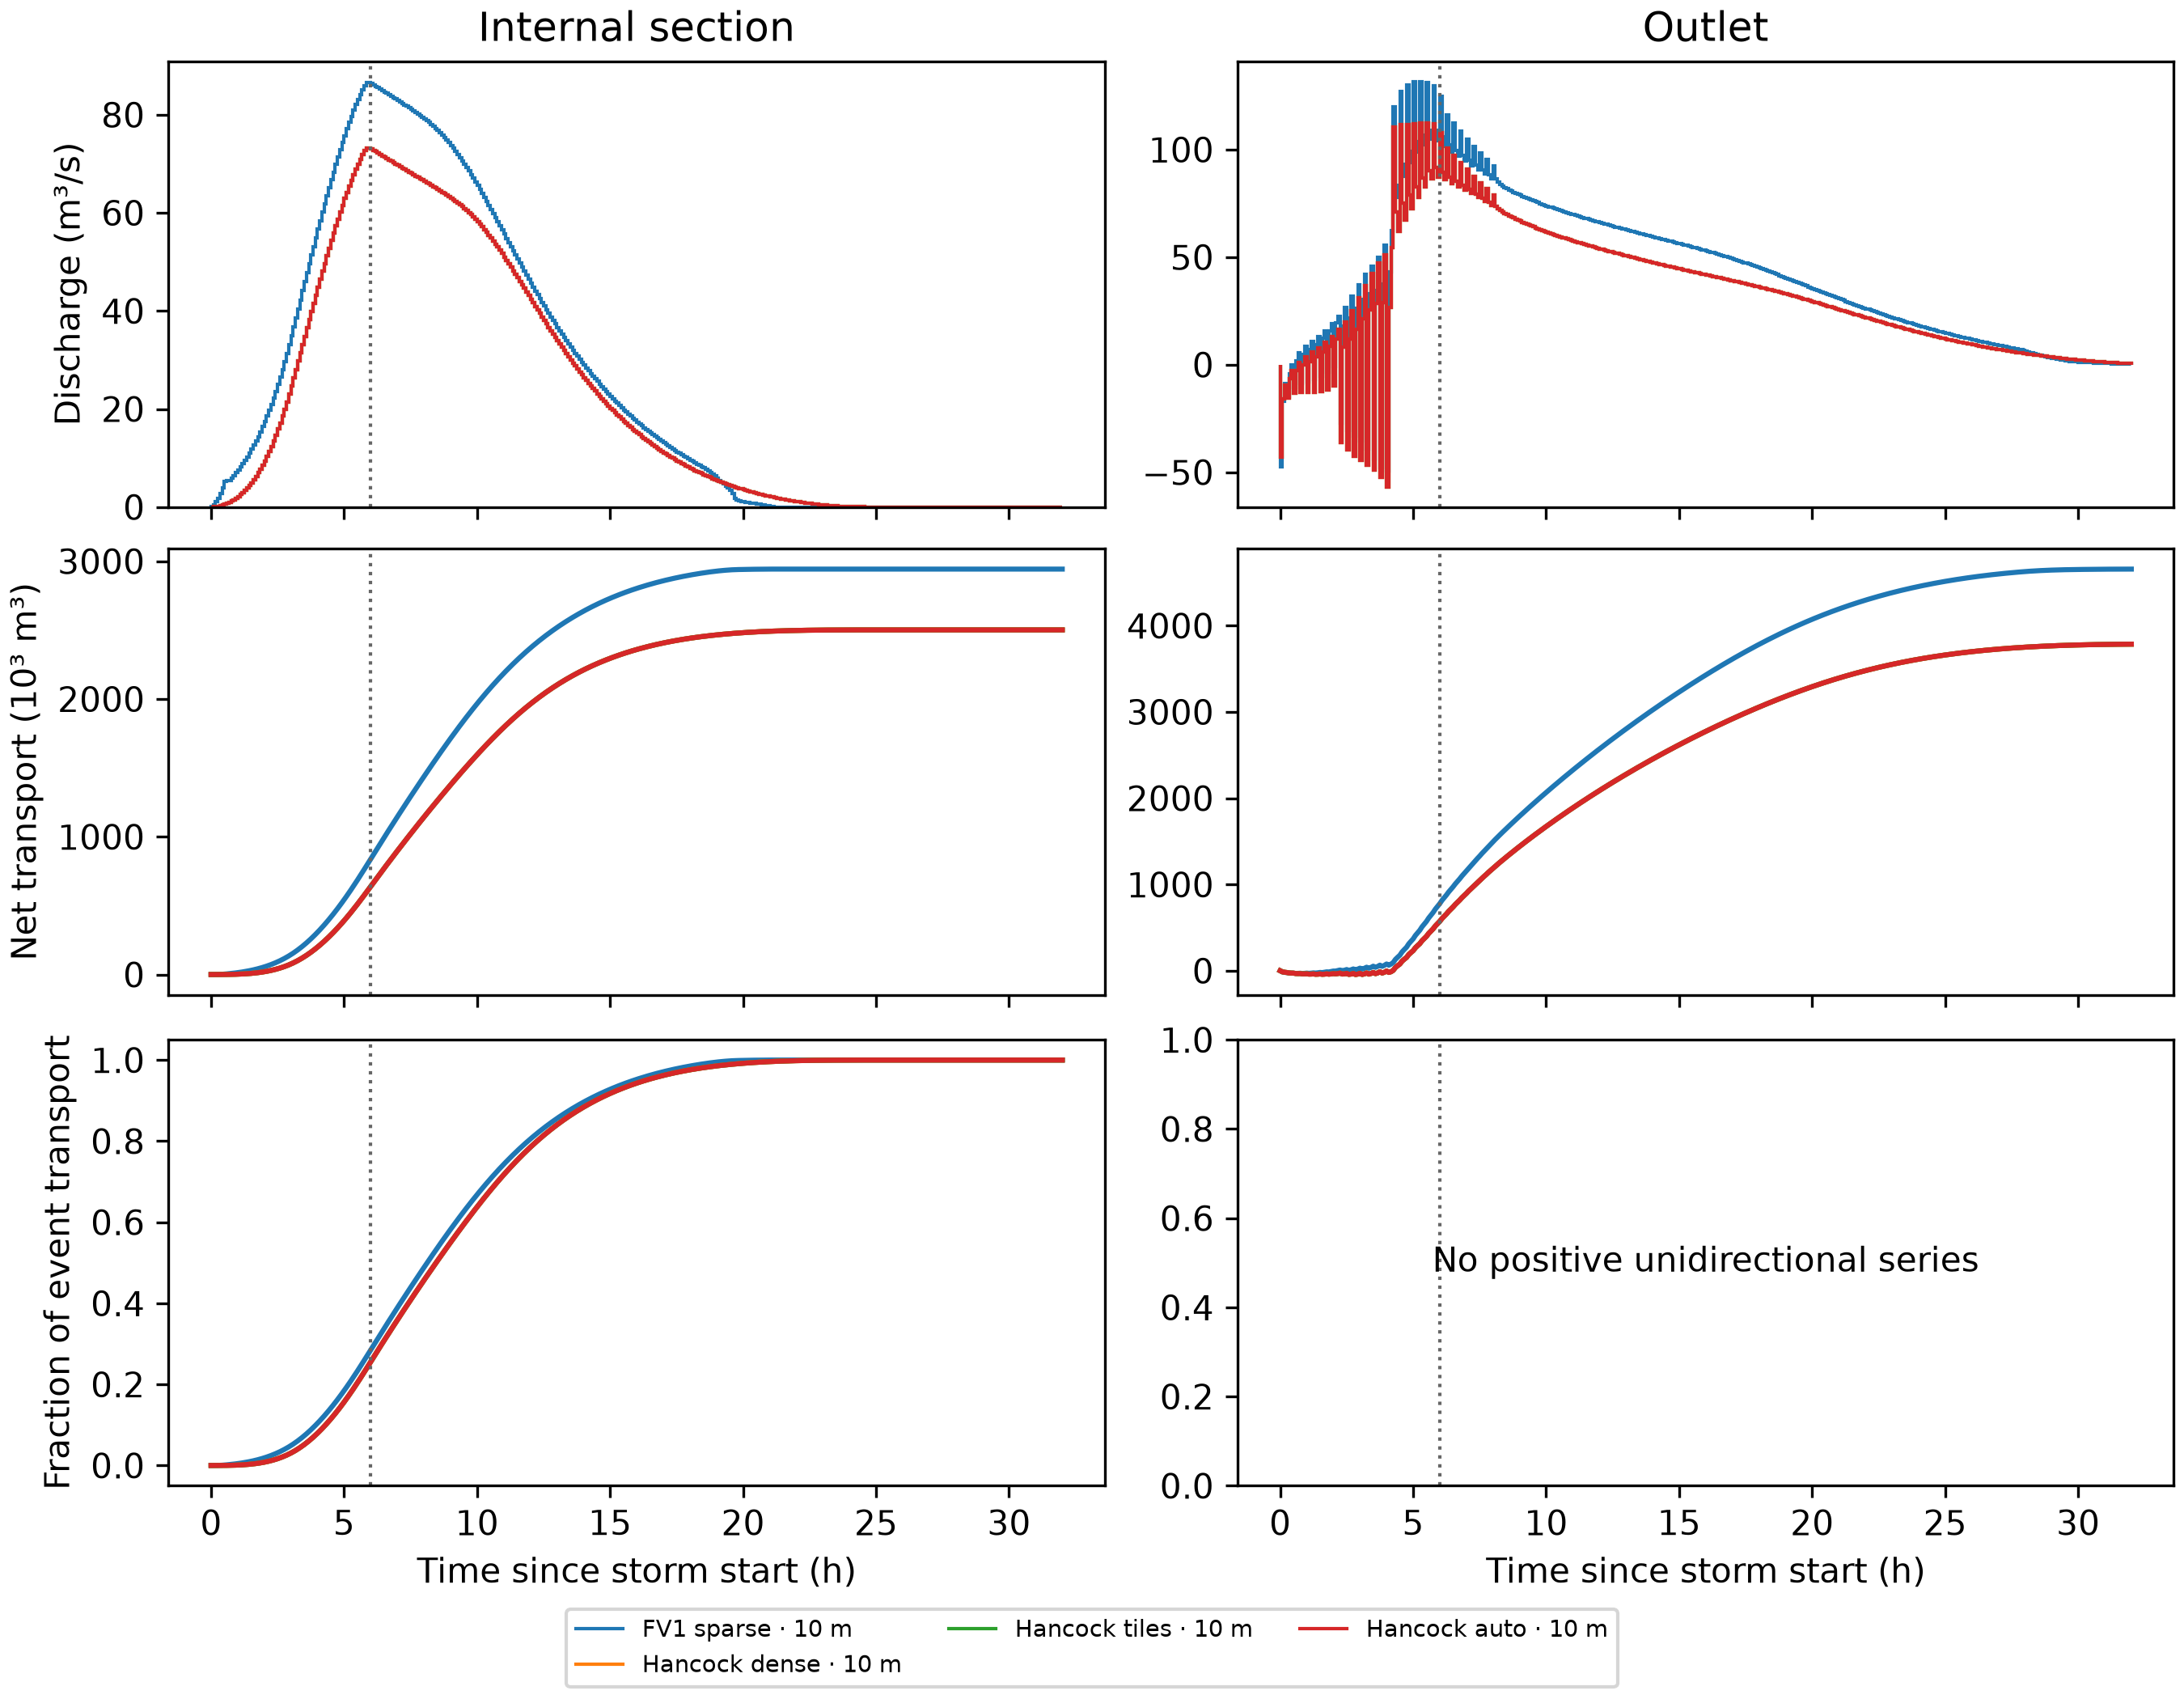 Internal section
Outlet
Discharge (m³/s)
80
60
40
20
0
100
50
0
−50
Net transport (10³ m³)
3000
2000
1000
0
4000
3000
2000
1000
0
Fraction of event transport
1.0
0.8
0.6
0.4
0.2
0.0
1.0
0.8
0.6
0.4
0.2
0.0
No positive unidirectional series
0 5 10 15 20 25 30
0 5 10 15 20 25 30
Time since storm start (h)
Time since storm start (h)
FV1 sparse · 10 m
Hancock dense · 10 m
Hancock tiles · 10 m
Hancock auto · 10 m